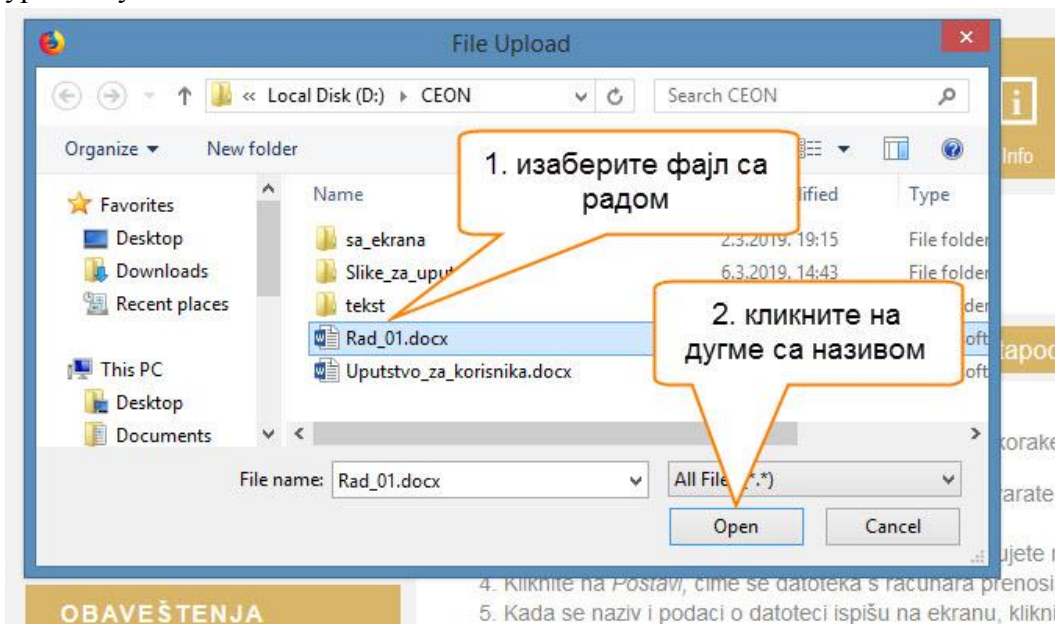 File Upload
« Local Disk (D:) CEON
Search CEON
Organize
New folder
Info
1. изаберите фајл са
радом
Name
Type
Favorites
Desktop
Downloads
Recent places
This PC
Desktop
Documents
sa_ekrana
2.3.2019. 19:15
File folder
Slike_za_uput
6.3.2019. 14:43
File folder
tekst
Rad_01.docx
Uputstvo_za_korisnika.docx
2. кликните на
дугме са називом
File name:
Rad_01.docx
All File (*.*)
Open
Cancel
4. Kliknite na Postavi, čime se datoteka s računara prenosi
5. Kada se naziv i podaci o datoteci ispišu na ekranu, klikni
OBAVEŠTENJA